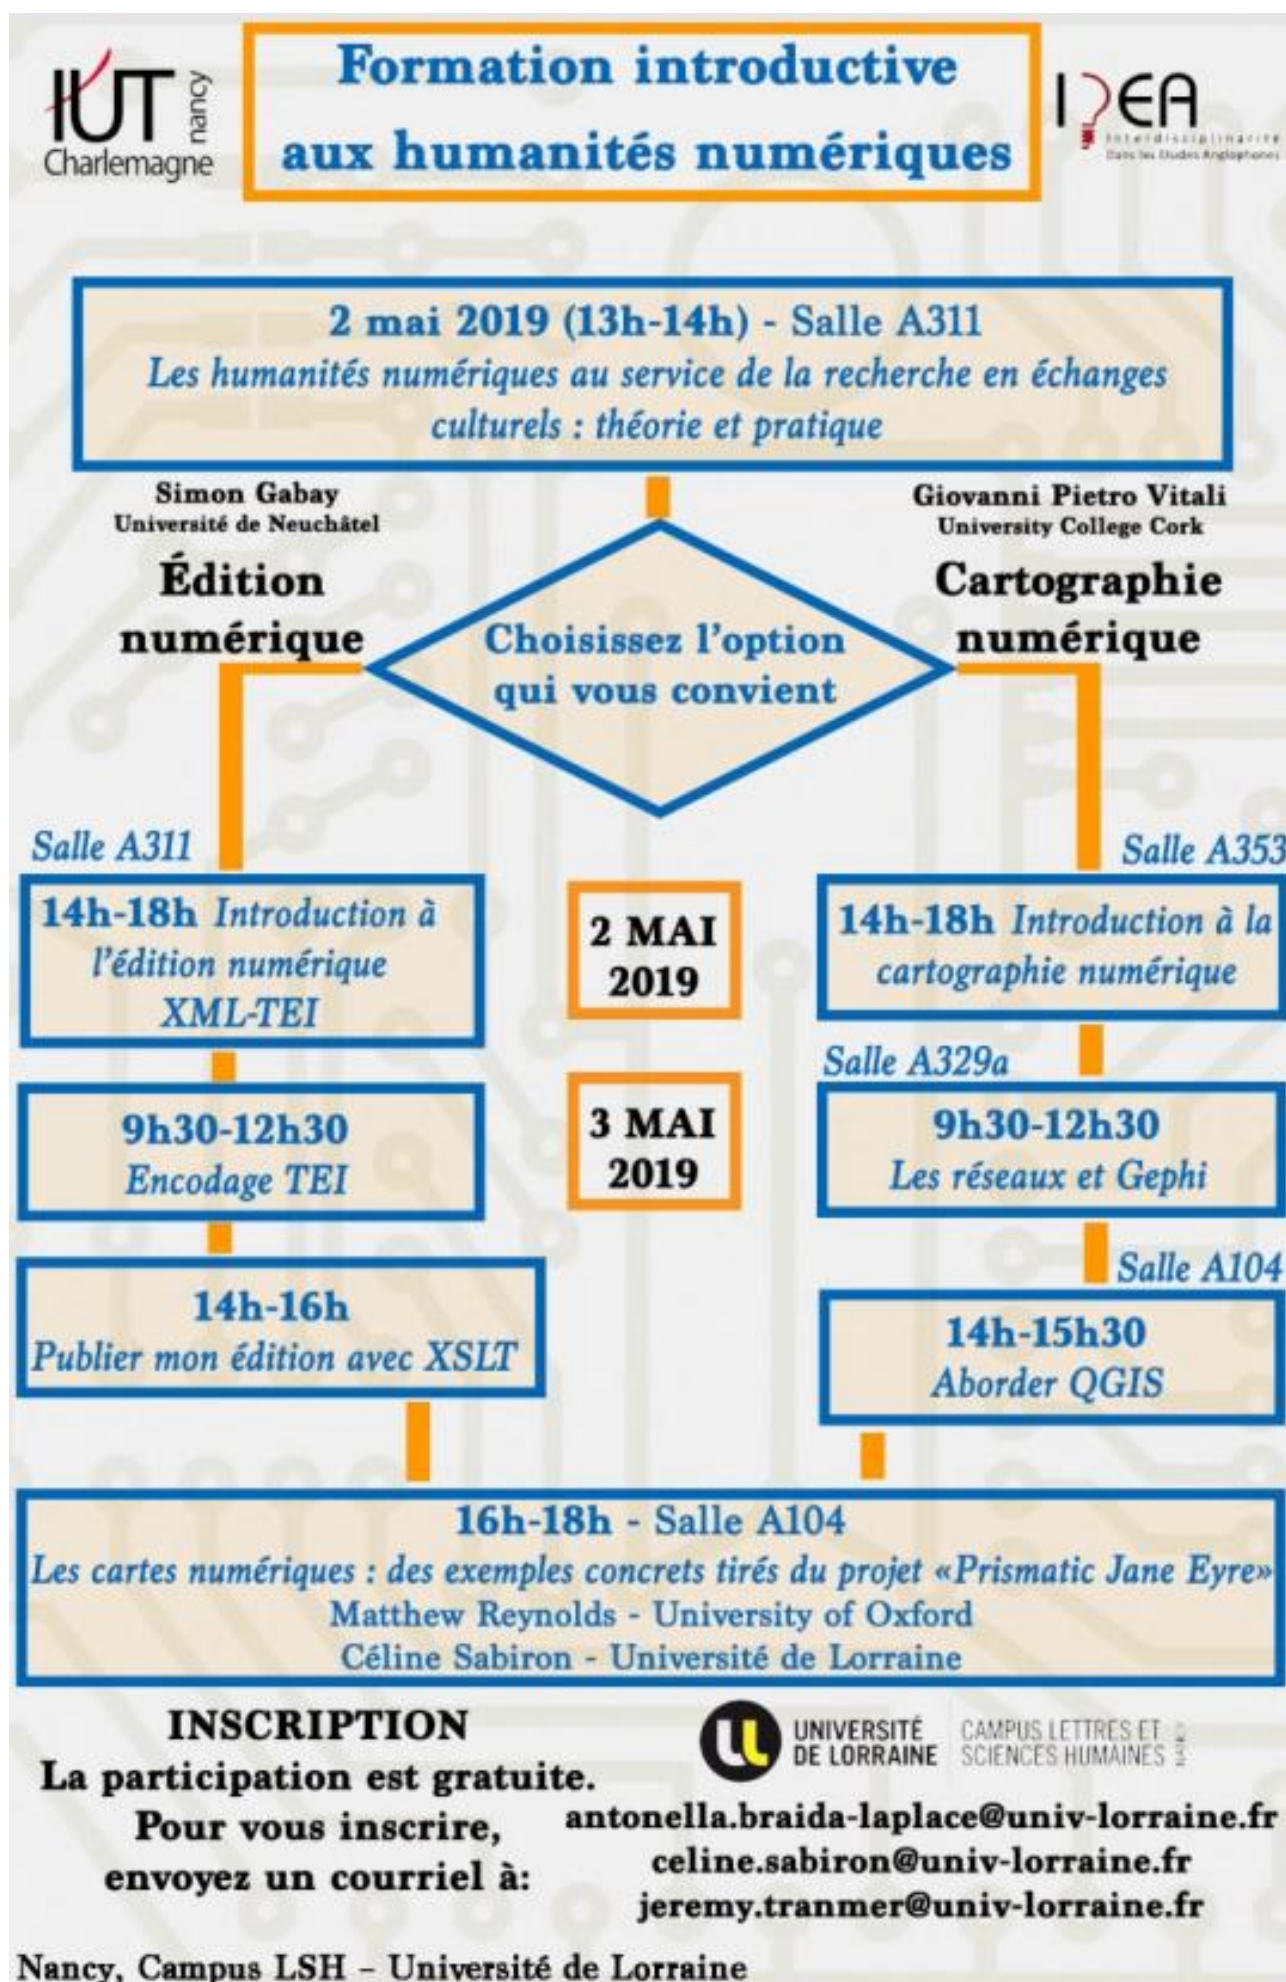 IUT nancy
Charlemagne
Formation introductive
aux humanités numériques
IDEA
Interdisciplinarité
Dans les Etudes Anglophones
2 mai 2019 (13h-14h) - Salle A311
Les humanités numériques au service de la recherche en échanges
culturels : théorie et pratique
Simon Gabay
Université de Neuchâtel
Édition
numérique
Giovanni Pietro Vitali
University College Cork
Cartographie
numérique
Choisissez l'option
qui vous convient
Salle A311
14h-18h Introduction à
l'édition numérique
XML-TEI
2 MAI
2019
Salle A353
14h-18h Introduction à la
cartographie numérique
9h30-12h30
Encodage TEI
3 MAI
2019
Salle A329a
9h30-12h30
Les réseaux et Gephi
14h-16h
Publier mon édition avec XSLT
Salle A104
14h-15h30
Aborder QGIS
16h-18h - Salle A104
Les cartes numériques : des exemples concrets tirés du projet «Prismatic Jane Eyre»
Matthew Reynolds - University of Oxford
Céline Sabiron - Université de Lorraine
INSCRIPTION
La participation est gratuite.
Pour vous inscrire,
envoyez un courriel à:
UNIVERSITÉ
DE LORRAINE
CAMPUS LETTRES ET
SCIENCES HUMAINES
antonella.braida-laplace@univ-lorraine.fr
celine.sabiron@univ-lorraine.fr
jeremy.tranmer@univ-lorraine.fr
Nancy, Campus LSH – Université de Lorraine